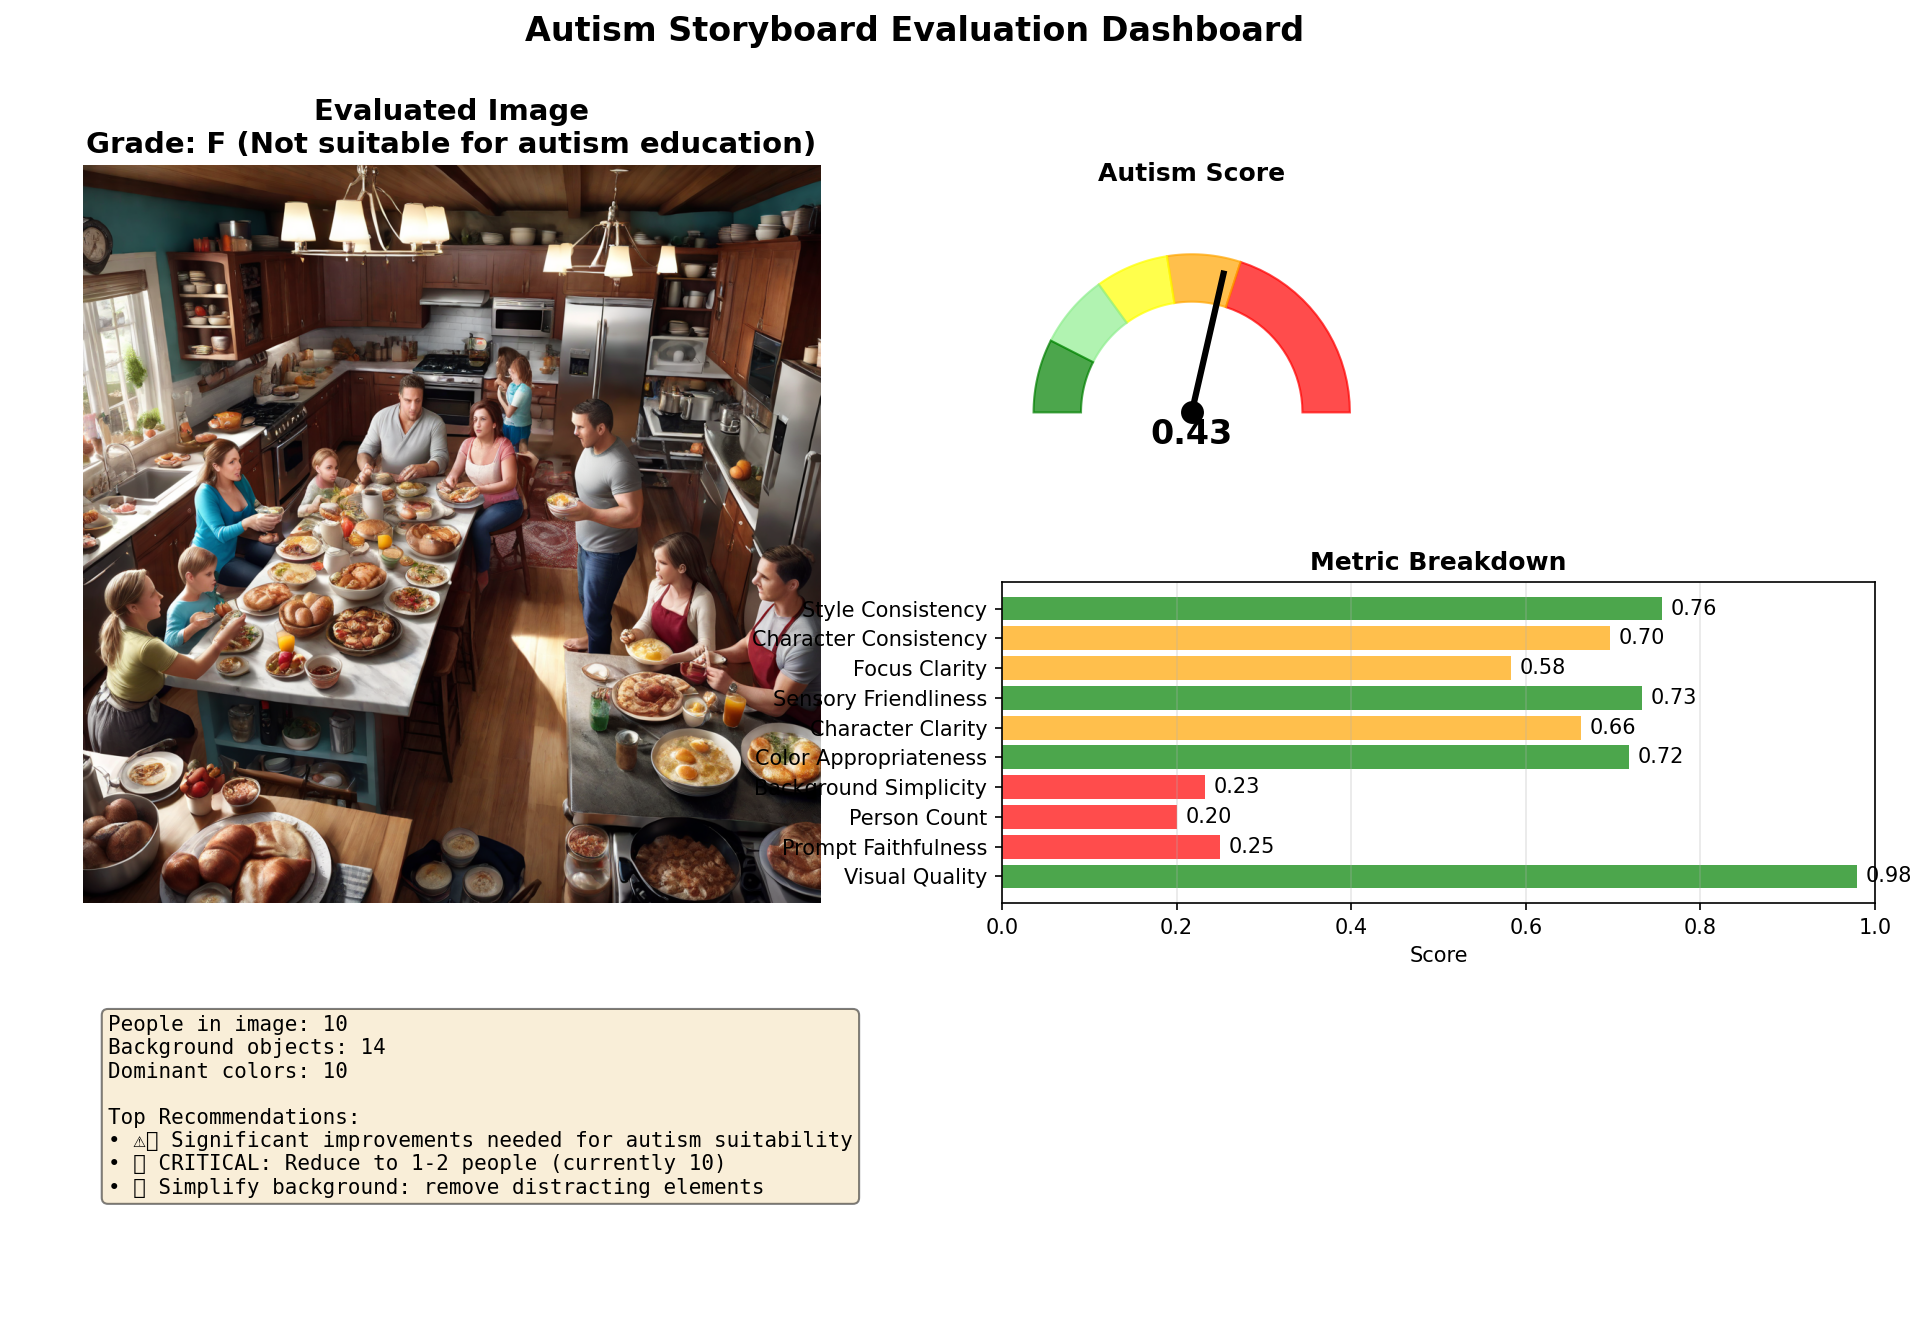 Autism Storyboard Evaluation Dashboard
Evaluated Image
Grade: F (Not suitable for autism education)
Autism Score
0.43
Metric Breakdown
Style Consistency 0.76
Character Consistency 0.70
Focus Clarity 0.58
Sensory Friendliness 0.73
Character Clarity 0.66
Color Appropriateness 0.72
Background Simplicity 0.23
Person Count 0.20
Prompt Faithfulness 0.25
Visual Quality 0.98
0.0 0.2 0.4 0.6 0.8 1.0
Score
People in image: 10
Background objects: 14
Dominant colors: 10
Top Recommendations:
• ⚠▯ Significant improvements needed for autism suitability
• ▯ CRITICAL: Reduce to 1-2 people (currently 10)
• ▯ Simplify background: remove distracting elements